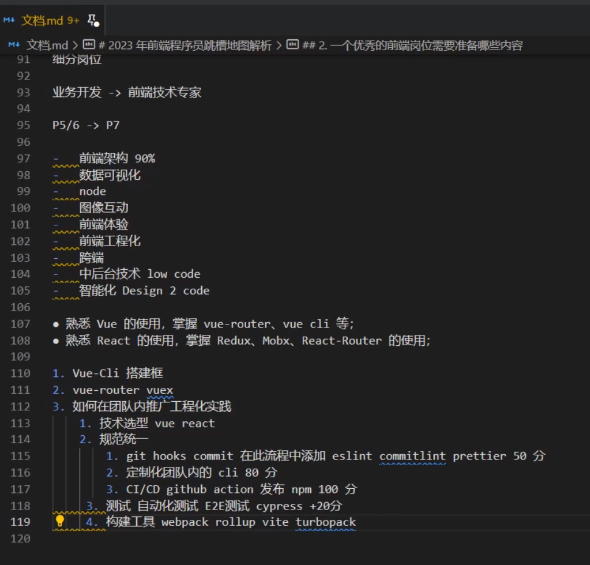 文档.md 9+
文档.md > # 2023 年前端程序员跳槽地图解析 > ## 2. 一个优秀的前端岗位需要准备哪些内容
91 细分岗位
92
93 业务开发 -> 前端技术专家
94
95 P5/6 -> P7
96
97 - 前端架构 90%
98 - 数据可视化
99 - node
100 - 图像互动
101 - 前端体验
102 - 前端工程化
103 - 跨端
104 - 中后台技术 low code
105 - 智能化 Design 2 code
106
107 ● 熟悉 Vue 的使用，掌握 vue-router、vue cli 等；
108 ● 熟悉 React 的使用，掌握 Redux、Mobx、React-Router 的使用；
109
110 1. Vue-Cli 搭建框
111 2. vue-router vuex
112 3. 如何在团队内推广工程化实践
113 1. 技术选型 vue react
114 2. 规范统一
115 1. git hooks commit 在此流程中添加 eslint commitlint prettier 50 分
116 2. 定制化团队内的 cli 80 分
117 3. CI/CD github action 发布 npm 100 分
118 3. 测试 自动化测试 E2E测试 cypress +20分
119 4. 构建工具 webpack rollup vite turbopack
120